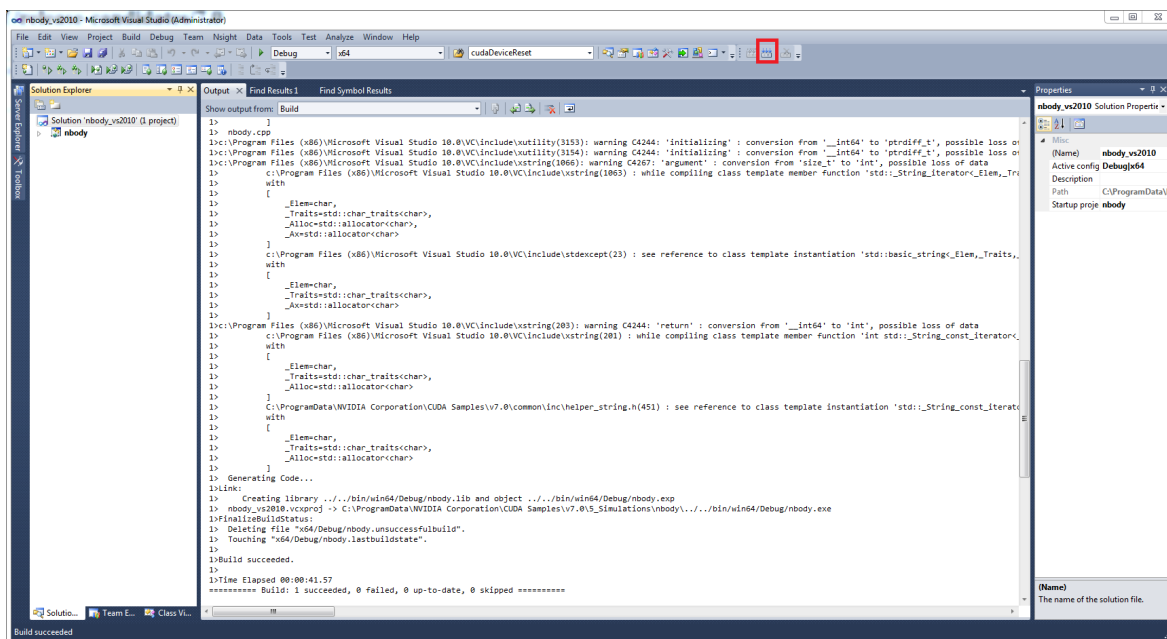 nbody_vs2010 - Microsoft Visual Studio (Administrator)
File Edit View Project Build Debug Team Nsight Data Tools Test Analyze Window Help
Debug x64 cudaDeviceReset
Solution Explorer
Output Find Results 1 Find Symbol Results
Properties
Server Explorer
Toolbox
Solution 'nbody_vs2010' (1 project)
nbody
Show output from: Build
1> ]
1> nbody.cpp
1>c:\Program Files (x86)\Microsoft Visual Studio 10.0\VC\include\xutility(3153): warning C4244: 'initializing' : conversion from '__int64' to 'ptrdiff_t', possible loss o
1>c:\Program Files (x86)\Microsoft Visual Studio 10.0\VC\include\xutility(3154): warning C4244: 'initializing' : conversion from '__int64' to 'ptrdiff_t', possible loss o
1>c:\Program Files (x86)\Microsoft Visual Studio 10.0\VC\include\xstring(1066): warning C4267: 'argument' : conversion from 'size_t' to 'int', possible loss of data
1> c:\Program Files (x86)\Microsoft Visual Studio 10.0\VC\include\xstring(1063) : while compiling class template member function 'std::_String_iterator<_Elem,_Tra
1> with
1> [
1> _Elem=char,
1> _Traits=std::char_traits<char>,
1> _Alloc=std::allocator<char>
1> _Ax=std::allocator<char>
1> ]
1> c:\Program Files (x86)\Microsoft Visual Studio 10.0\VC\include\stdexcept(23) : see reference to class template instantiation 'std::basic_string<_Elem,_Traits,_
1> with
1> [
1> _Elem=char,
1> _Traits=std::char_traits<char>,
1> _Ax=std::allocator<char>
1> ]
1>c:\Program Files (x86)\Microsoft Visual Studio 10.0\VC\include\xstring(203): warning C4244: 'return' : conversion from '__int64' to 'int', possible loss of data
1> c:\Program Files (x86)\Microsoft Visual Studio 10.0\VC\include\xstring(201) : while compiling class template member function 'int std::_String_const_iterator<_
1> with
1> [
1> _Elem=char,
1> _Traits=std::char_traits<char>,
1> _Alloc=std::allocator<char>
1> ]
1> C:\ProgramData\NVIDIA Corporation\CUDA Samples\v7.0\common\inc\helper_string.h(451) : see reference to class template instantiation 'std::_String_const_iterato
1> with
1> [
1> _Elem=char,
1> _Traits=std::char_traits<char>,
1> _Alloc=std::allocator<char>
1> ]
1> Generating Code...
1>Link:
1> Creating library ../../bin/win64/Debug/nbody.lib and object ../../bin/win64/Debug/nbody.exp
1> nbody_vs2010.vcxproj -> C:\ProgramData\NVIDIA Corporation\CUDA Samples\v7.0\5_Simulations\nbody\../../bin/win64/Debug/nbody.exe
1>FinalizeBuildStatus:
1> Deleting file "x64/Debug/nbody.unsuccessfulbuild".
1> Touching "x64/Debug/nbody.lastbuildstate".
1>
1>Build succeeded.
1>
1>Time Elapsed 00:00:41.57
========== Build: 1 succeeded, 0 failed, 0 up-to-date, 0 skipped ==========
nbody_vs2010 Solution Propertie
Misc
(Name) nbody_vs2010
Active config Debug|x64
Description
Path C:\ProgramData\
Startup proje nbody
(Name)
The name of the solution file.
Solutio... Team E... Class Vi...
Build succeeded